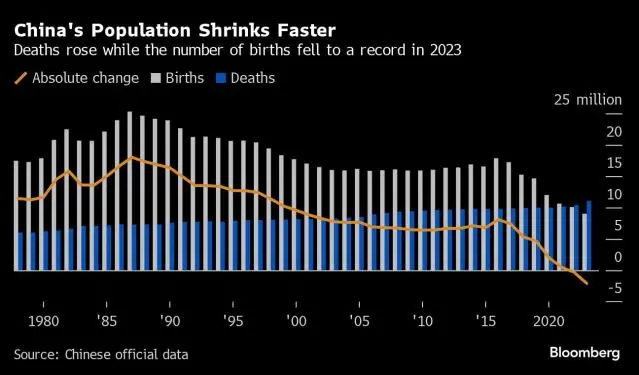 China's Population Shrinks Faster
Deaths rose while the number of births fell to a record in 2023
Absolute change Births Deaths
25 million
20
15
10
5
0
-5
1980 '85 '90 '95 '00 '05 '10 '15 2020
Source: Chinese official data
Bloomberg